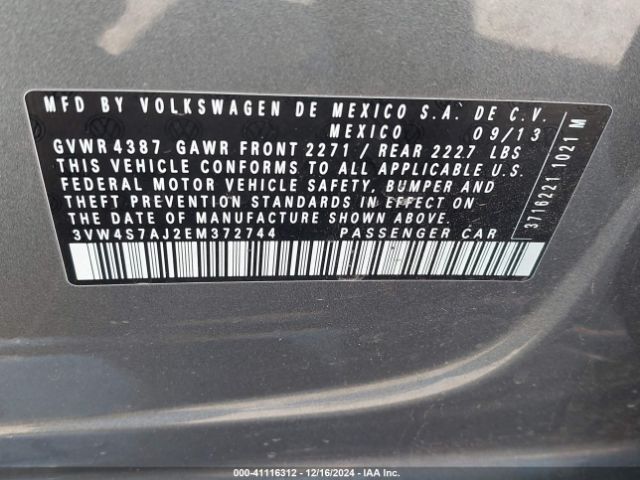 MFD BY VOLKSWAGEN DE MEXICO S.A. DE C.V.
MEXICO 09/13
GVWR 4387 GAWR FRONT 2271 / REAR 2227 LBS
THIS VEHICLE CONFORMS TO ALL APPLICABLE U.S.
FEDERAL MOTOR VEHICLE SAFETY, BUMPER AND
THEFT PREVENTION STANDARDS IN EFFECT ON
THE DATE OF MANUFACTURE SHOWN ABOVE.
3VW4S7AJ2EM372744 PASSENGER CAR
3716221 1021 M
00-41116312 - 12/16/2024 - IAA Inc.